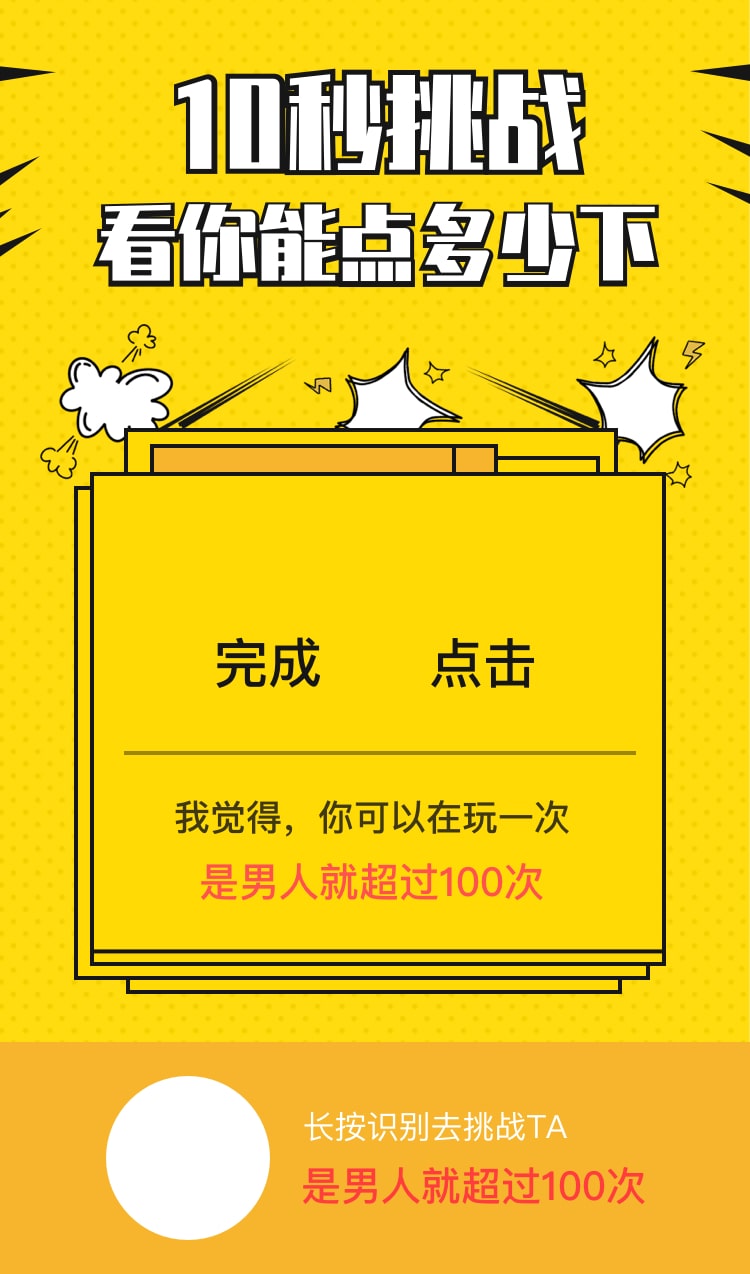 10秒挑战
看你能点多少下
完成 点击
我觉得，你可以在玩一次
是男人就超过100次
长按识别去挑战TA
是男人就超过100次